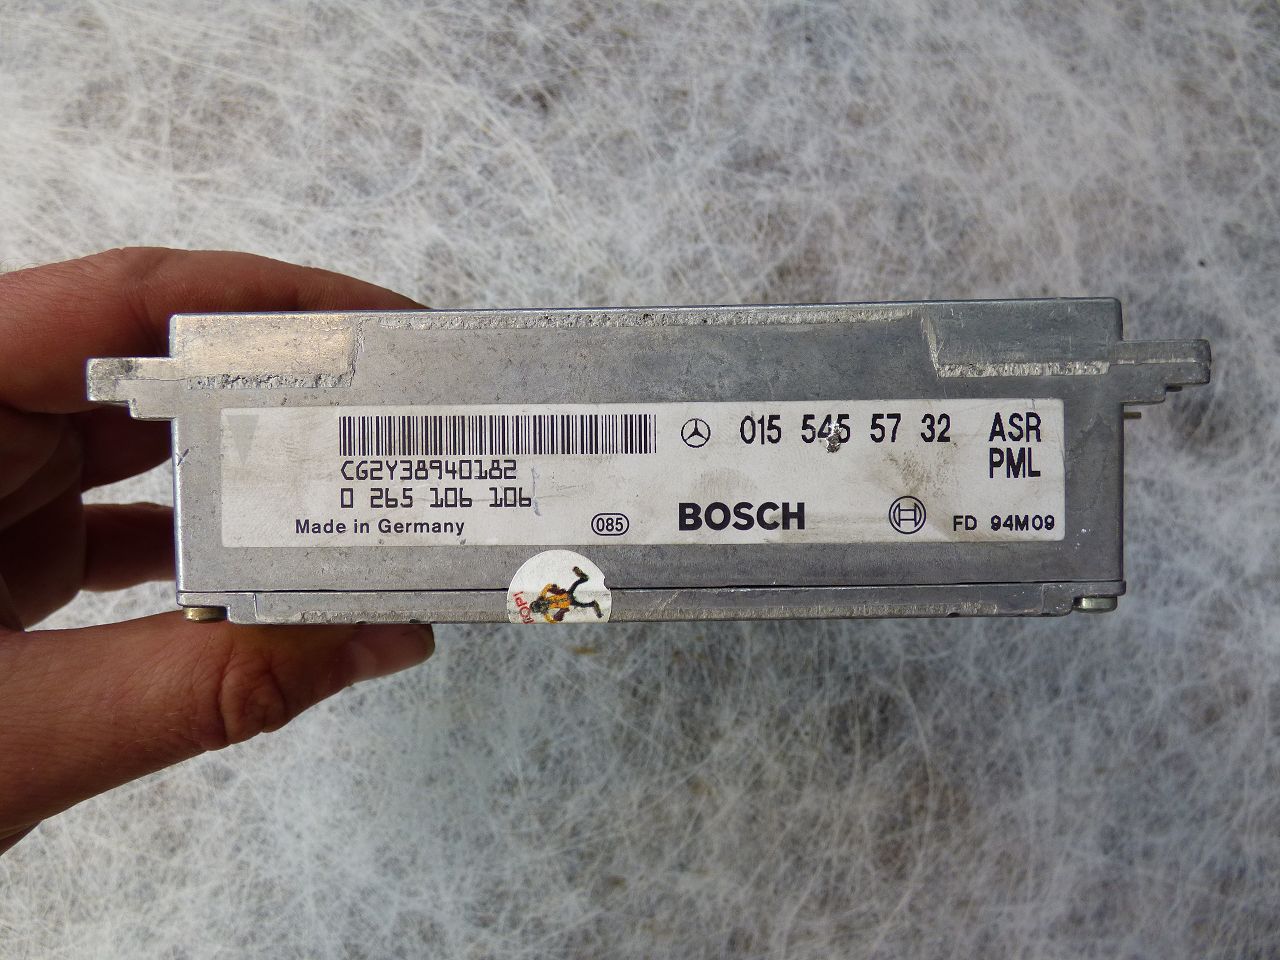 015 545 57 32 ASR
PML
CG2Y38940182
0 265 106 106
Made in Germany 085 BOSCH FD 94M09